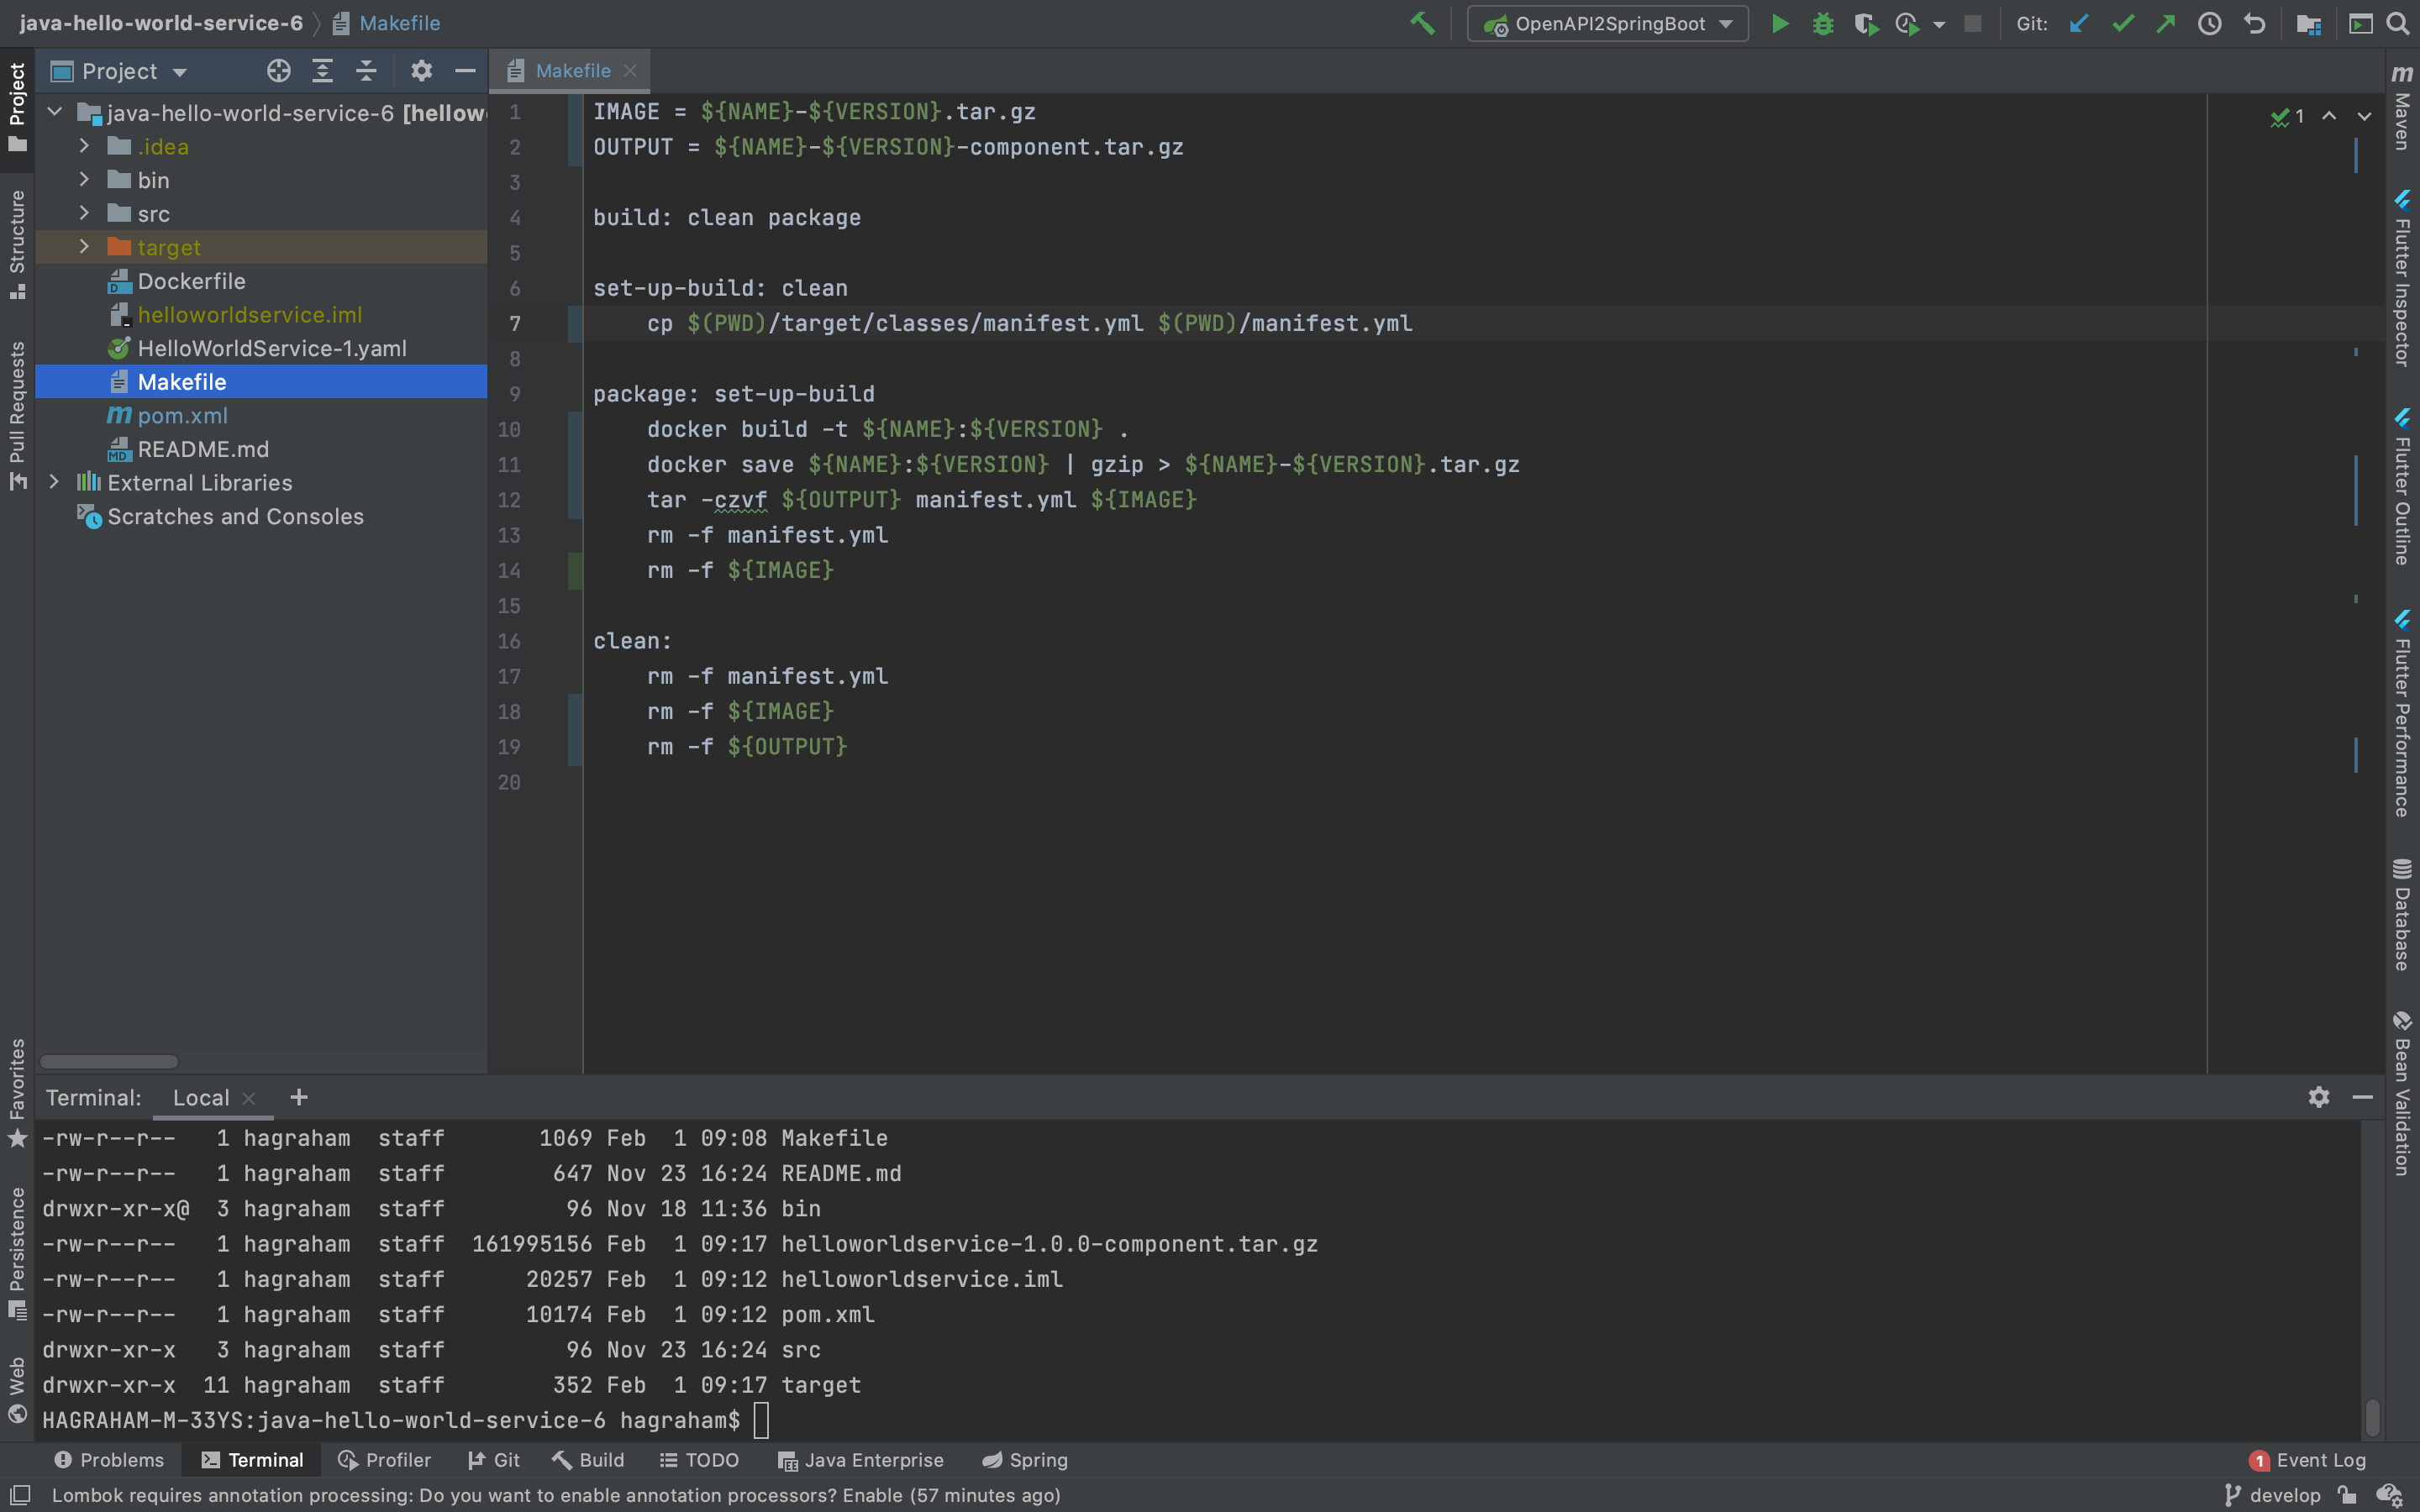 java-hello-world-service-6 Makefile
OpenAPI2SpringBoot
Git:
Project
Makefile
Project
Structure
Pull Requests
Favorites
Persistence
Web
java-hello-world-service-6 [hellow
.idea
bin
src
target
Dockerfile
helloworldservice.iml
HelloWorldService-1.yaml
Makefile
pom.xml
README.md
External Libraries
Scratches and Consoles
1 IMAGE = ${NAME}-${VERSION}.tar.gz
2 OUTPUT = ${NAME}-${VERSION}-component.tar.gz
3
4 build: clean package
5
6 set-up-build: clean
7 cp $(PWD)/target/classes/manifest.yml $(PWD)/manifest.yml
8
9 package: set-up-build
10 docker build -t ${NAME}:${VERSION} .
11 docker save ${NAME}:${VERSION} | gzip > ${NAME}-${VERSION}.tar.gz
12 tar -czvf ${OUTPUT} manifest.yml ${IMAGE}
13 rm -f manifest.yml
14 rm -f ${IMAGE}
15
16 clean:
17 rm -f manifest.yml
18 rm -f ${IMAGE}
19 rm -f ${OUTPUT}
20
1
Maven
Flutter Inspector
Flutter Outline
Flutter Performance
Database
Bean Validation
Terminal: Local
-rw-r--r-- 1 hagraham staff 1069 Feb 1 09:08 Makefile
-rw-r--r-- 1 hagraham staff 647 Nov 23 16:24 README.md
drwxr-xr-x@ 3 hagraham staff 96 Nov 18 11:36 bin
-rw-r--r-- 1 hagraham staff 161995156 Feb 1 09:17 helloworldservice-1.0.0-component.tar.gz
-rw-r--r-- 1 hagraham staff 20257 Feb 1 09:12 helloworldservice.iml
-rw-r--r-- 1 hagraham staff 10174 Feb 1 09:12 pom.xml
drwxr-xr-x 3 hagraham staff 96 Nov 23 16:24 src
drwxr-xr-x 11 hagraham staff 352 Feb 1 09:17 target
HAGRAHAM-M-33YS:java-hello-world-service-6 hagraham$
Problems Terminal Profiler Git Build TODO Java Enterprise Spring 1 Event Log
Lombok requires annotation processing: Do you want to enable annotation processors? Enable (57 minutes ago) develop